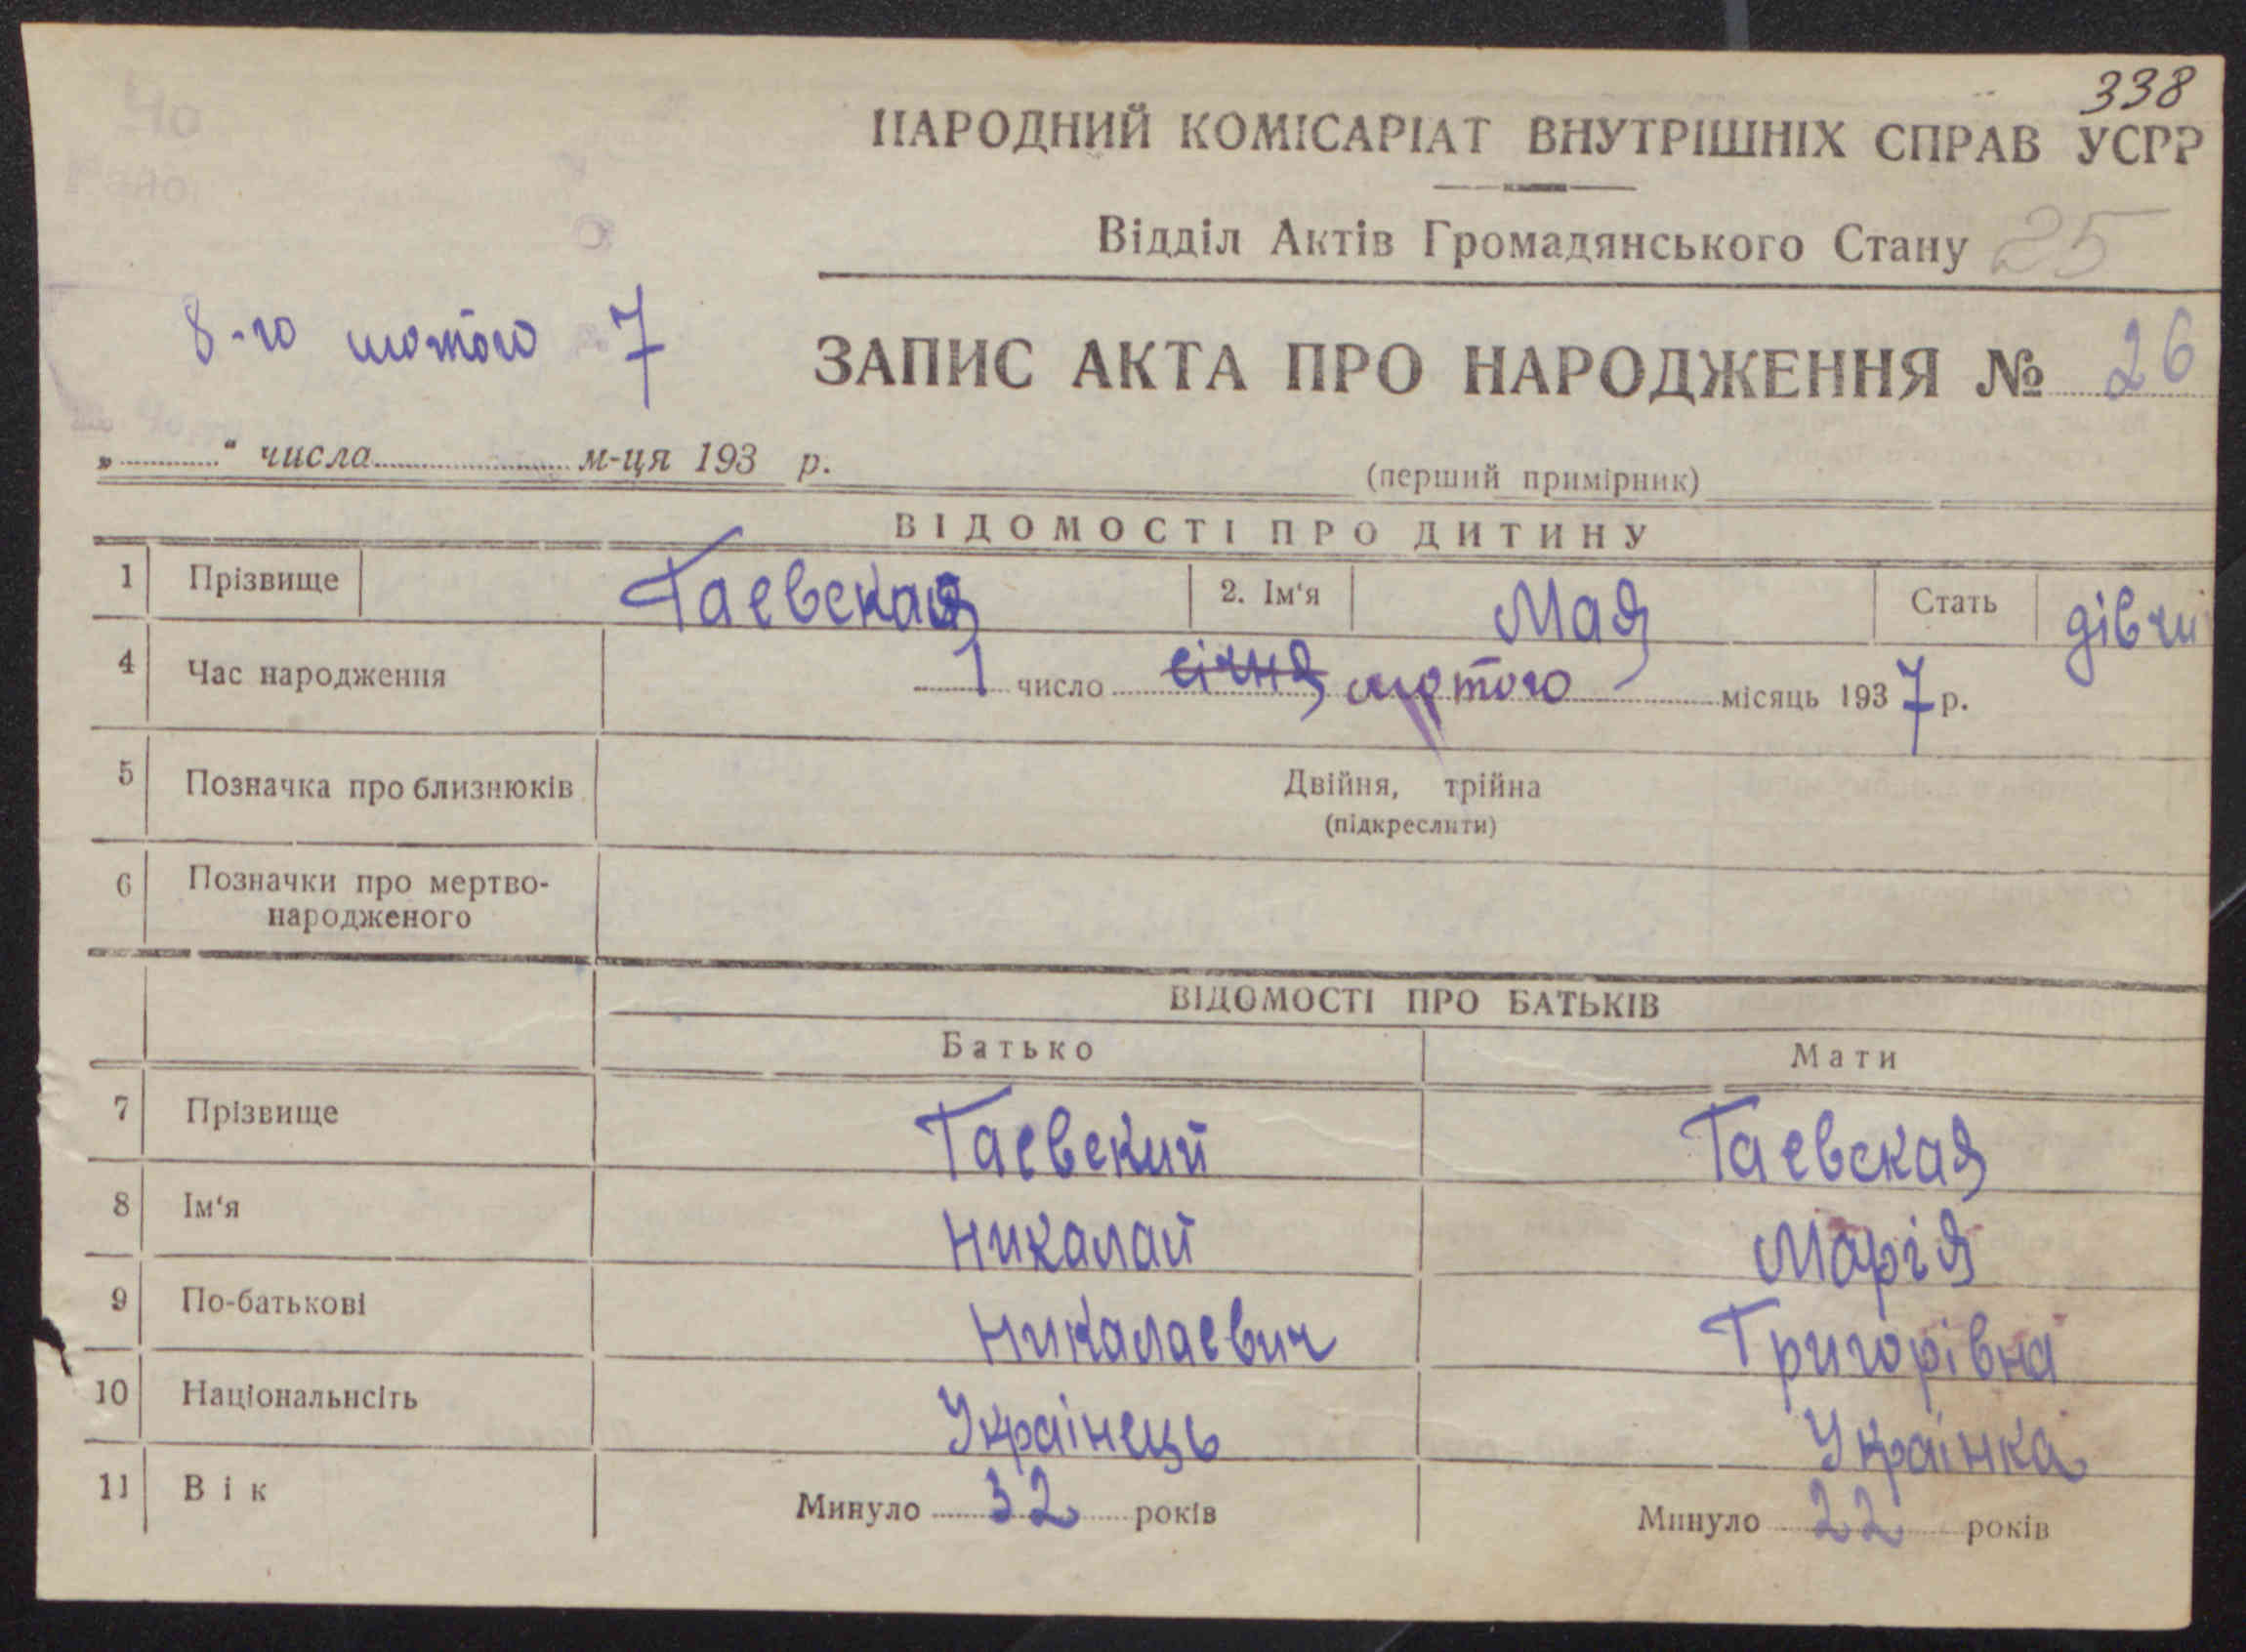 338
НАРОДНИЙ КОМІСАРІАТ ВНУТРІШНІХ СПРАВ УСРР
Відділ Актів Громадянського Стану 25
8-го лютого 7
ЗАПИС АКТА ПРО НАРОДЖЕННЯ № 26
„ “ числа м-ця 193 р.
(перший примірник)
ВІДОМОСТІ ПРО ДИТИНУ
1 Прізвище Гаевская 2. Ім'я Мая Стать дівчи
4 Час народження 1 число січня лютого місяць 1937 р.
5 Позначка про близнюків Двійня, трійна
(підкреслити)
6 Позначки про мертво-
народженого
ВІДОМОСТІ ПРО БАТЬКІВ
Батько Мати
7 Прізвище Гаевский Гаевская
8 Ім'я Никалай Марія
9 По-батькові Никалаевич Григорівна
10 Національнсіть Украінець Украінка
11 Вік Минуло 32 років Минуло 22 років